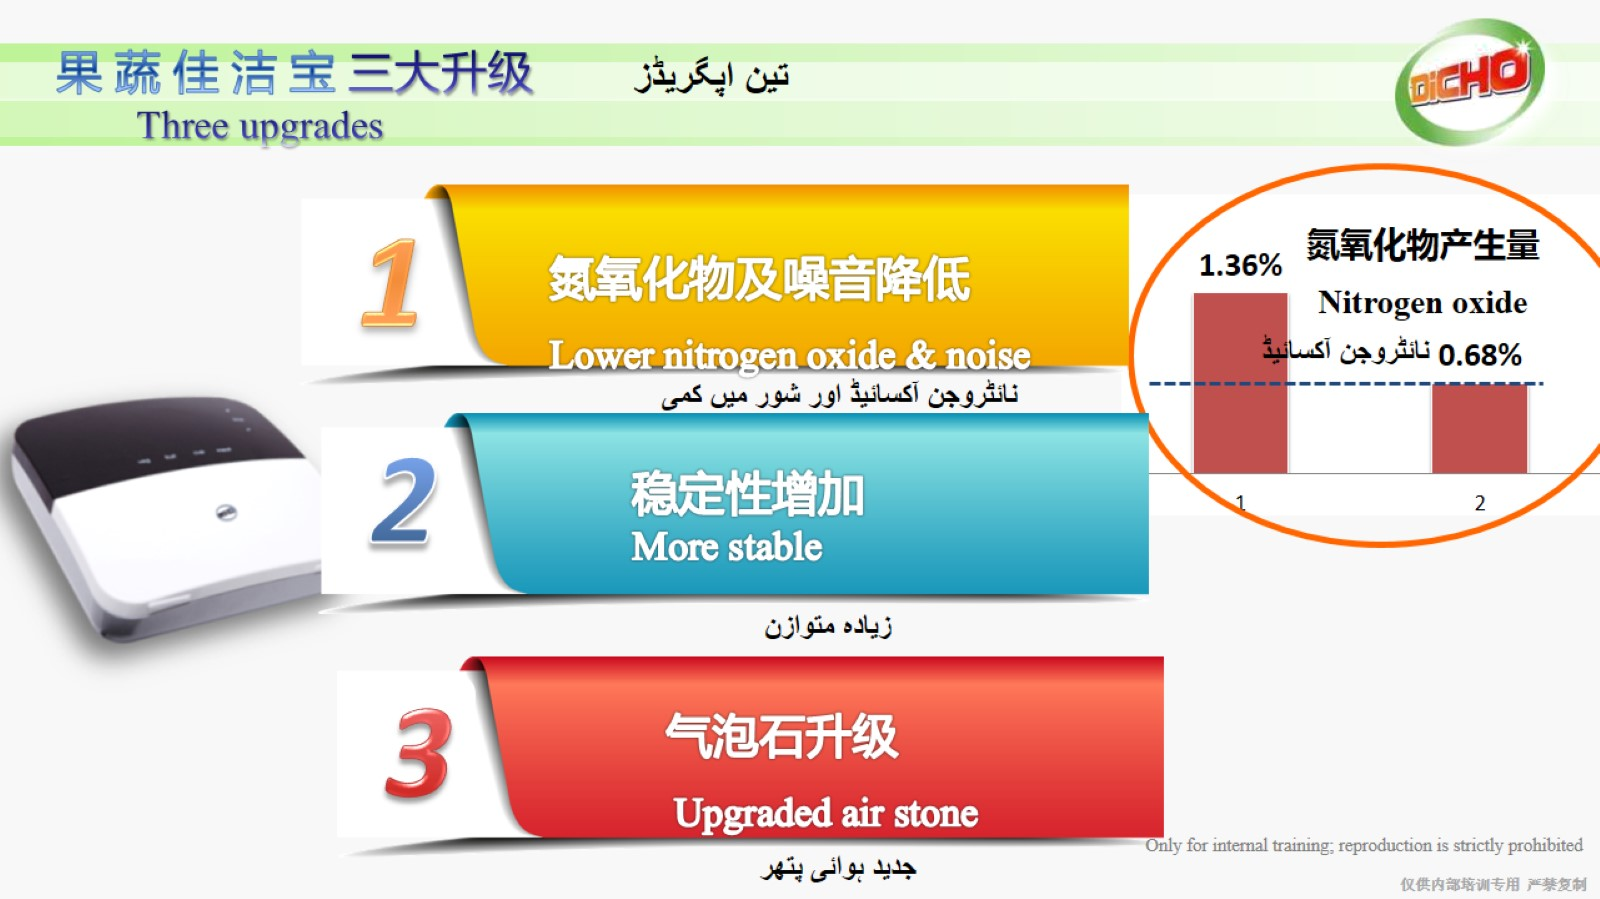 果蔬佳洁宝三大升级
تین اپگریڈز
Three upgrades
DiCHO
1
氮氧化物及噪音降低
Lower nitrogen oxide & noise
نائٹروجن آکسائیڈ اور شور میں کمی
2
稳定性增加
More stable
زیادہ متوازن
3
气泡石升级
Upgraded air stone
جدید ہوائی پتھر
氮氧化物产生量
1.36%
Nitrogen oxide
نائٹروجن آکسائیڈ
0.68%
1
2
Only for internal training; reproduction is strictly prohibited
仅供内部培训专用 严禁复制